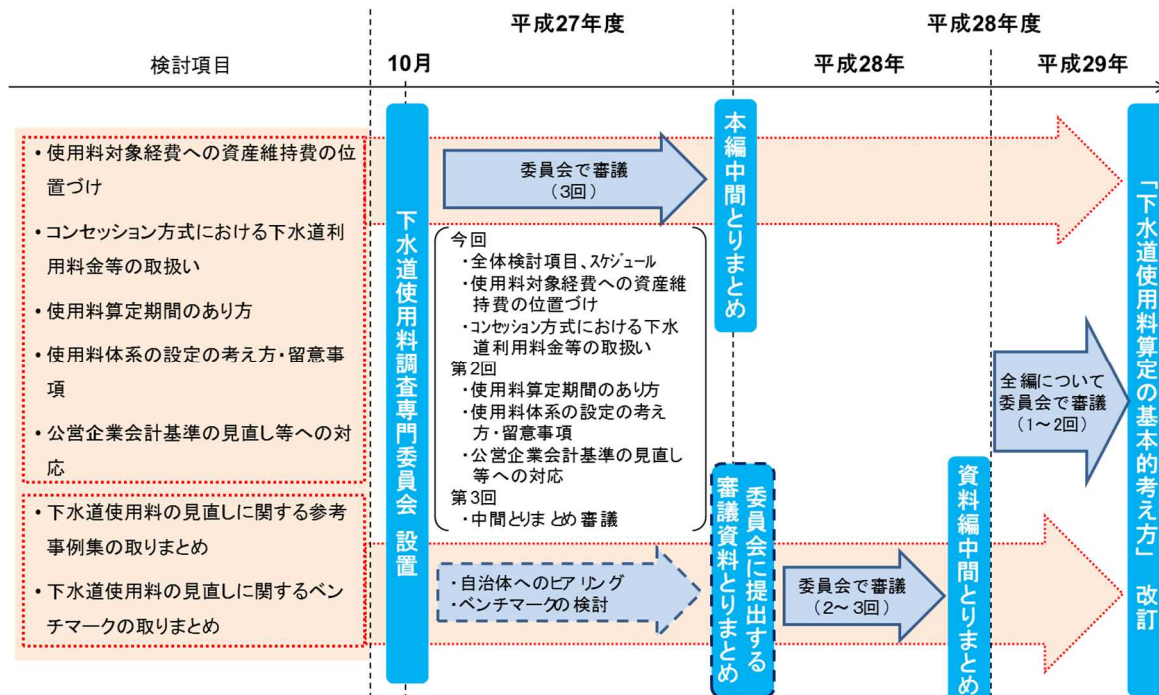 平成27年度
平成28年度
検討項目
10月
平成28年
平成29年
・使用料対象経費への資産維持費の位
置づけ
・コンセッション方式における下水道利
用料金等の取扱い
・使用料算定期間のあり方
・使用料体系の設定の考え方・留意事
項
・公営企業会計基準の見直し等への対
応
・下水道使用料の見直しに関する参考
事例集の取りまとめ
・下水道使用料の見直しに関するベン
チマークの取りまとめ
下水道使用料調査専門委員会 設置
委員会で審議
（3回）
今回
・全体検討項目、スケジュール
・使用料対象経費への資産維
持費の位置づけ
・コンセッション方式における下水
道利用料金等の取扱い
第2回
・使用料算定期間のあり方
・使用料体系の設定の考え
方・留意事項
・公営企業会計基準の見直し
等への対応
第3回
・中間とりまとめ審議
・自治体へのヒアリング
・ベンチマークの検討
本編中間とりまとめ
委員会に提出する
審議資料とりまとめ
委員会で審議
（2～3回）
資料編中間とりまとめ
全編について
委員会で審議
（1～2回）
「下水道使用料算定の基本的考え方」 改訂